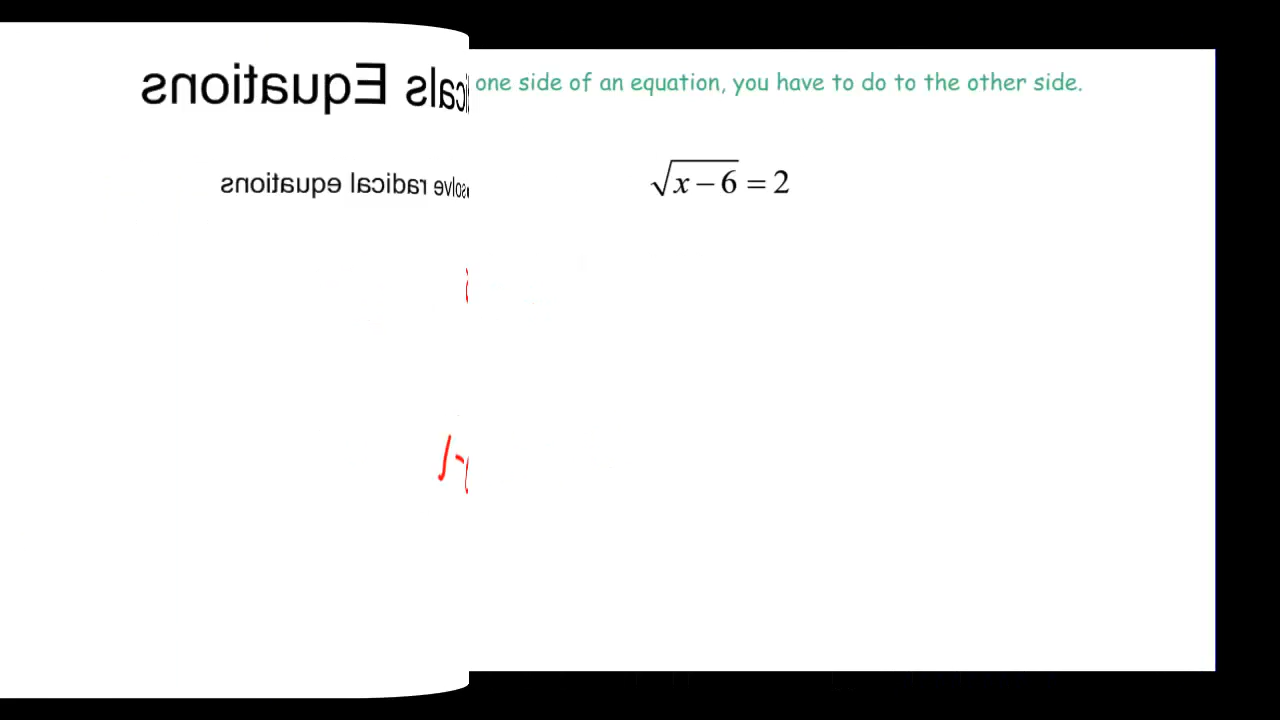 cals Equations
solve radical equations
one side of an equation, you have to do to the other side.
√x − 6 = 2